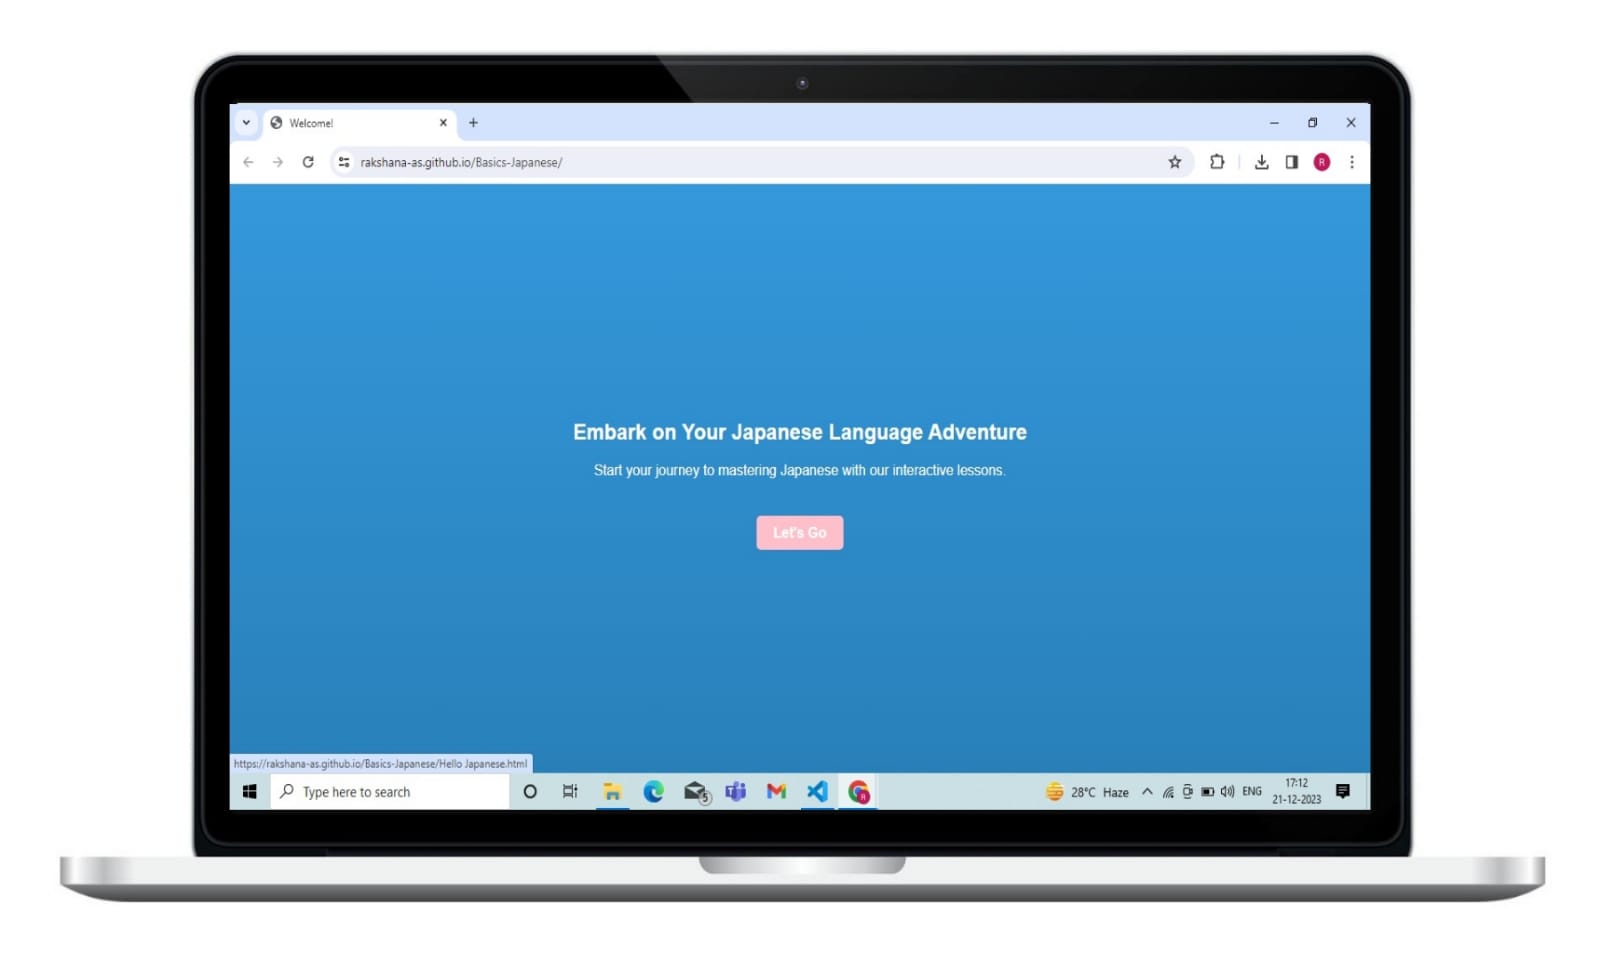 Welcome!
rakshana-as.github.io/Basics-Japanese/
R
Embark on Your Japanese Language Adventure
Start your journey to mastering Japanese with our interactive lessons.
Let's Go
https://rakshana-as.github.io/Basics-Japanese/Hello Japanese.html
Type here to search
5
28°C Haze
ENG
17:12
21-12-2023